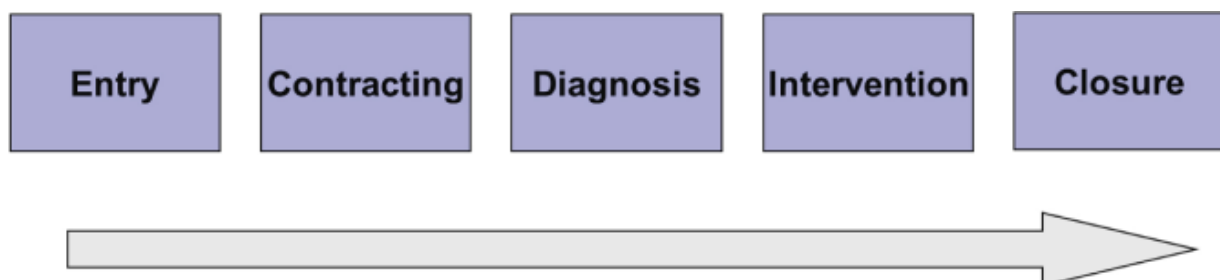 Entry
Contracting
Diagnosis
Intervention
Closure